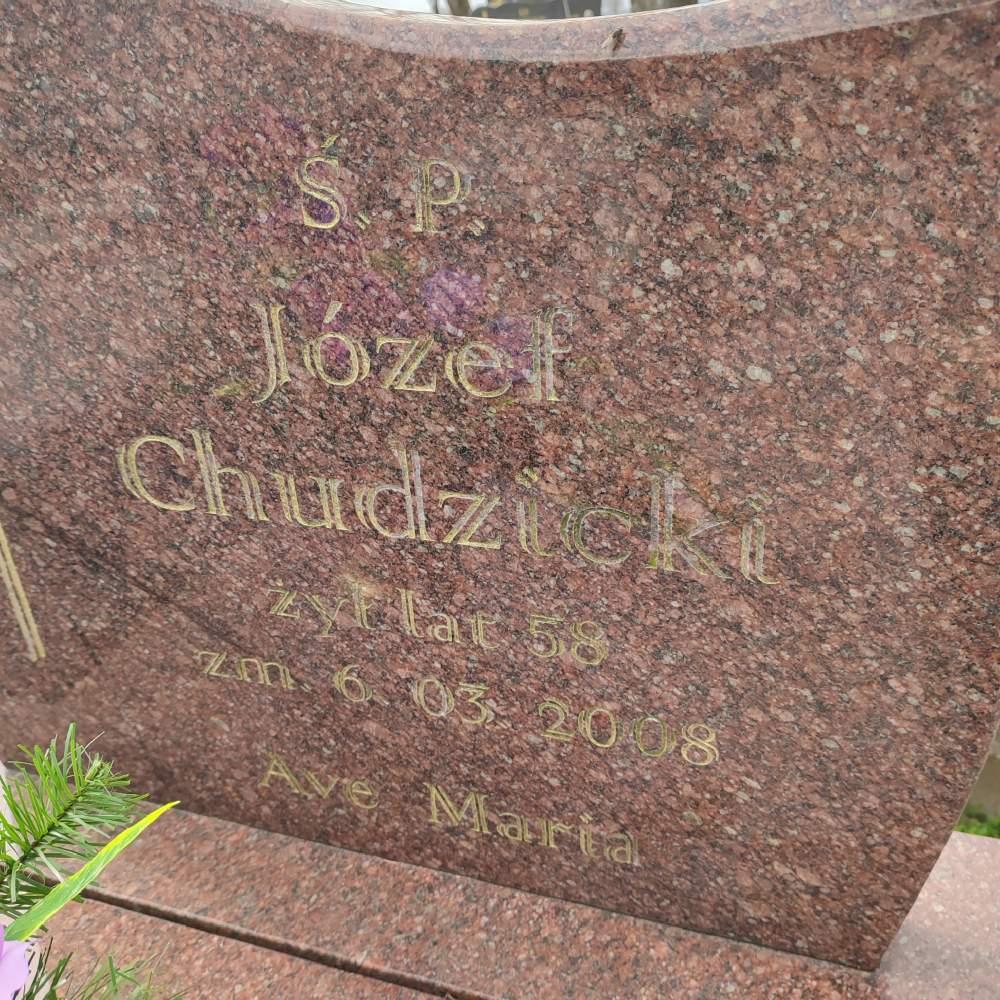 Ś. P.
Józef
Chudzicki
żył lat 58
zm. 6. 03. 2008
Ave Maria